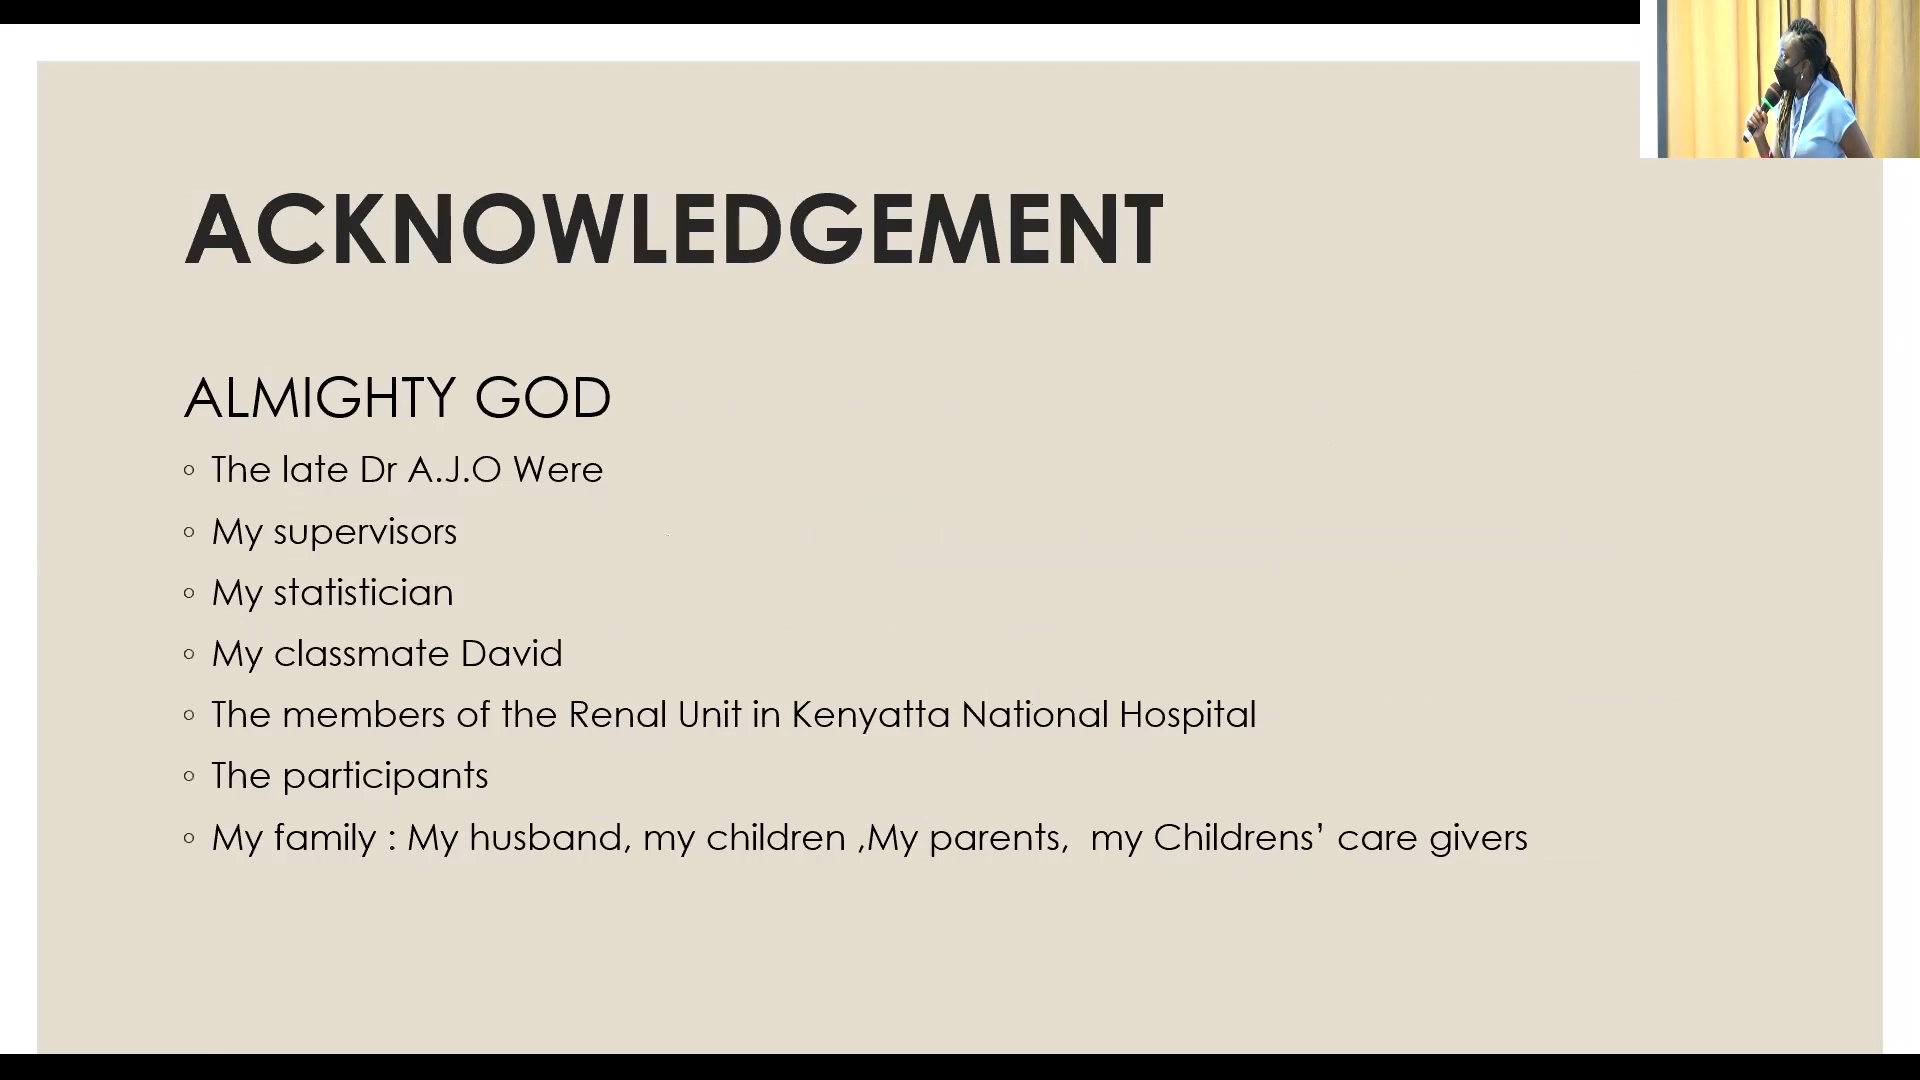 ACKNOWLEDGEMENT
ALMIGHTY GOD
◦ The late Dr A.J.O Were
◦ My supervisors
◦ My statistician
◦ My classmate David
◦ The members of the Renal Unit in Kenyatta National Hospital
◦ The participants
◦ My family : My husband, my children ,My parents,  my Childrens’ care givers